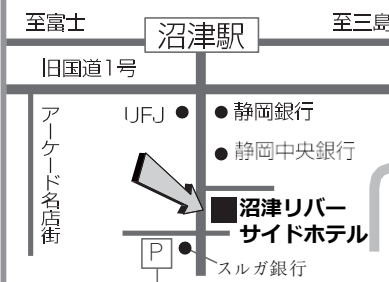 至富士
沼津駅
至三島
旧国道1号
アーケード名店街
UFJ
静岡銀行
静岡中央銀行
沼津リバー
サイドホテル
P
スルガ銀行